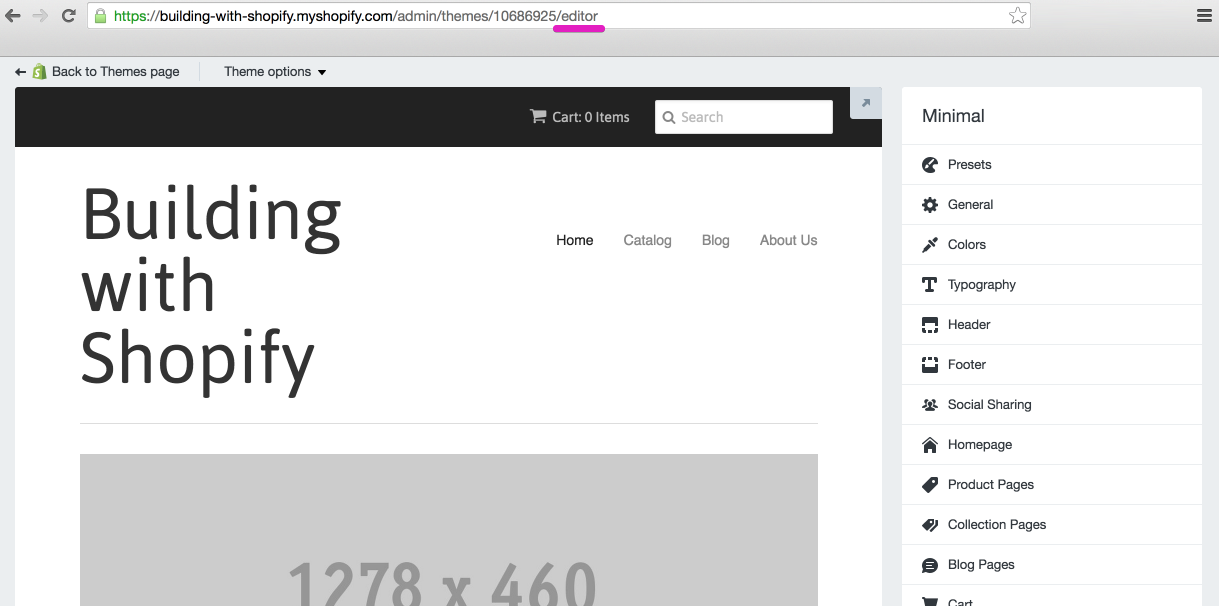 https://building-with-shopify.myshopify.com/admin/themes/10686925/editor
Back to Themes page
Theme options
Cart: 0 Items
Search
Building
with
Shopify
Home
Catalog
Blog
About Us
1278 x 460
Minimal
Presets
General
Colors
Typography
Header
Footer
Social Sharing
Homepage
Product Pages
Collection Pages
Blog Pages
Cart